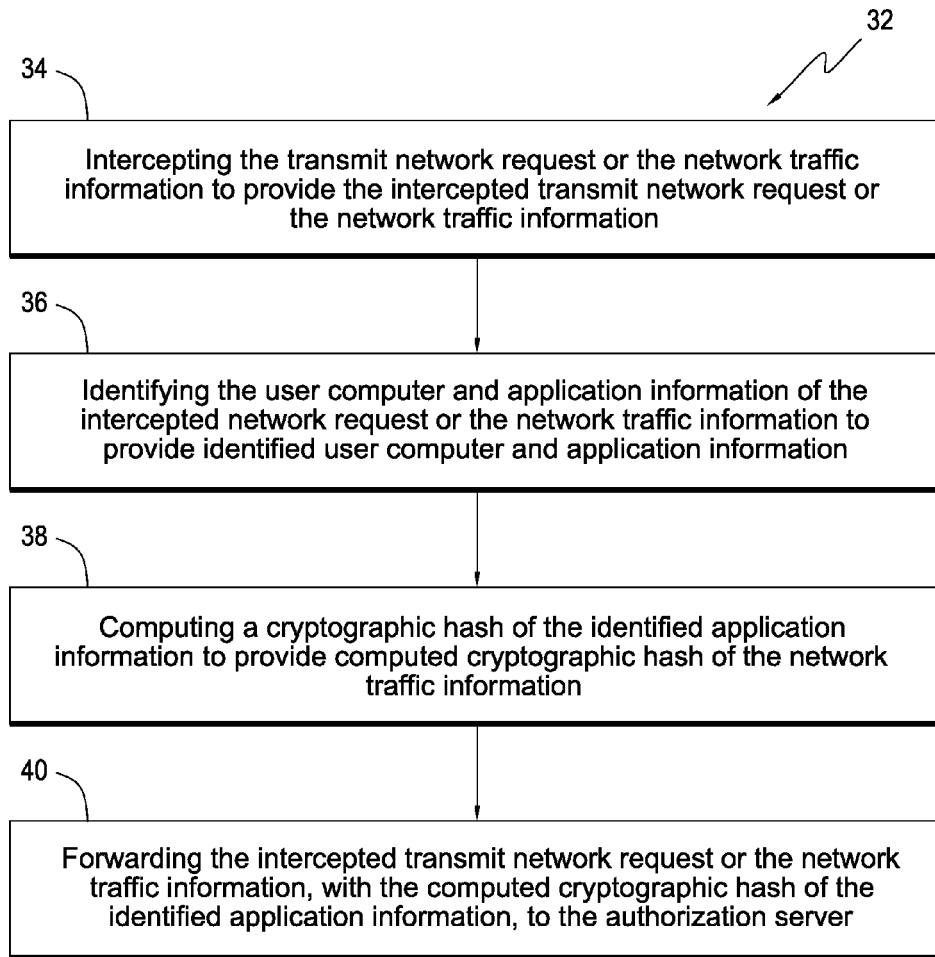 32
34
Intercepting the transmit network request or the network traffic
information to provide the intercepted transmit network request or
the network traffic information
36
Identifying the user computer and application information of the
intercepted network request or the network traffic information to
provide identified user computer and application information
38
Computing a cryptographic hash of the identified application
information to provide computed cryptographic hash of the network
traffic information
40
Forwarding the intercepted transmit network request or the network
traffic information, with the computed cryptographic hash of the
identified application information, to the authorization server